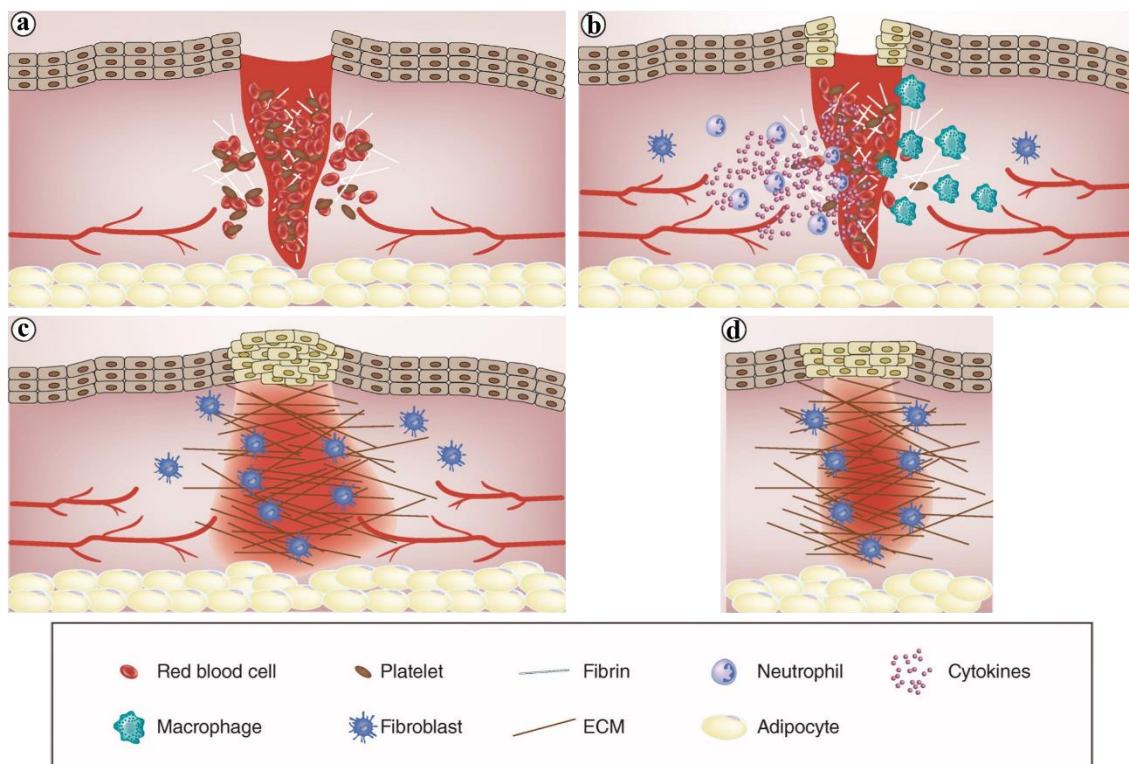 a
b
c
d
Red blood cell
Platelet
Fibrin
Neutrophil
Cytokines
Macrophage
Fibroblast
ECM
Adipocyte